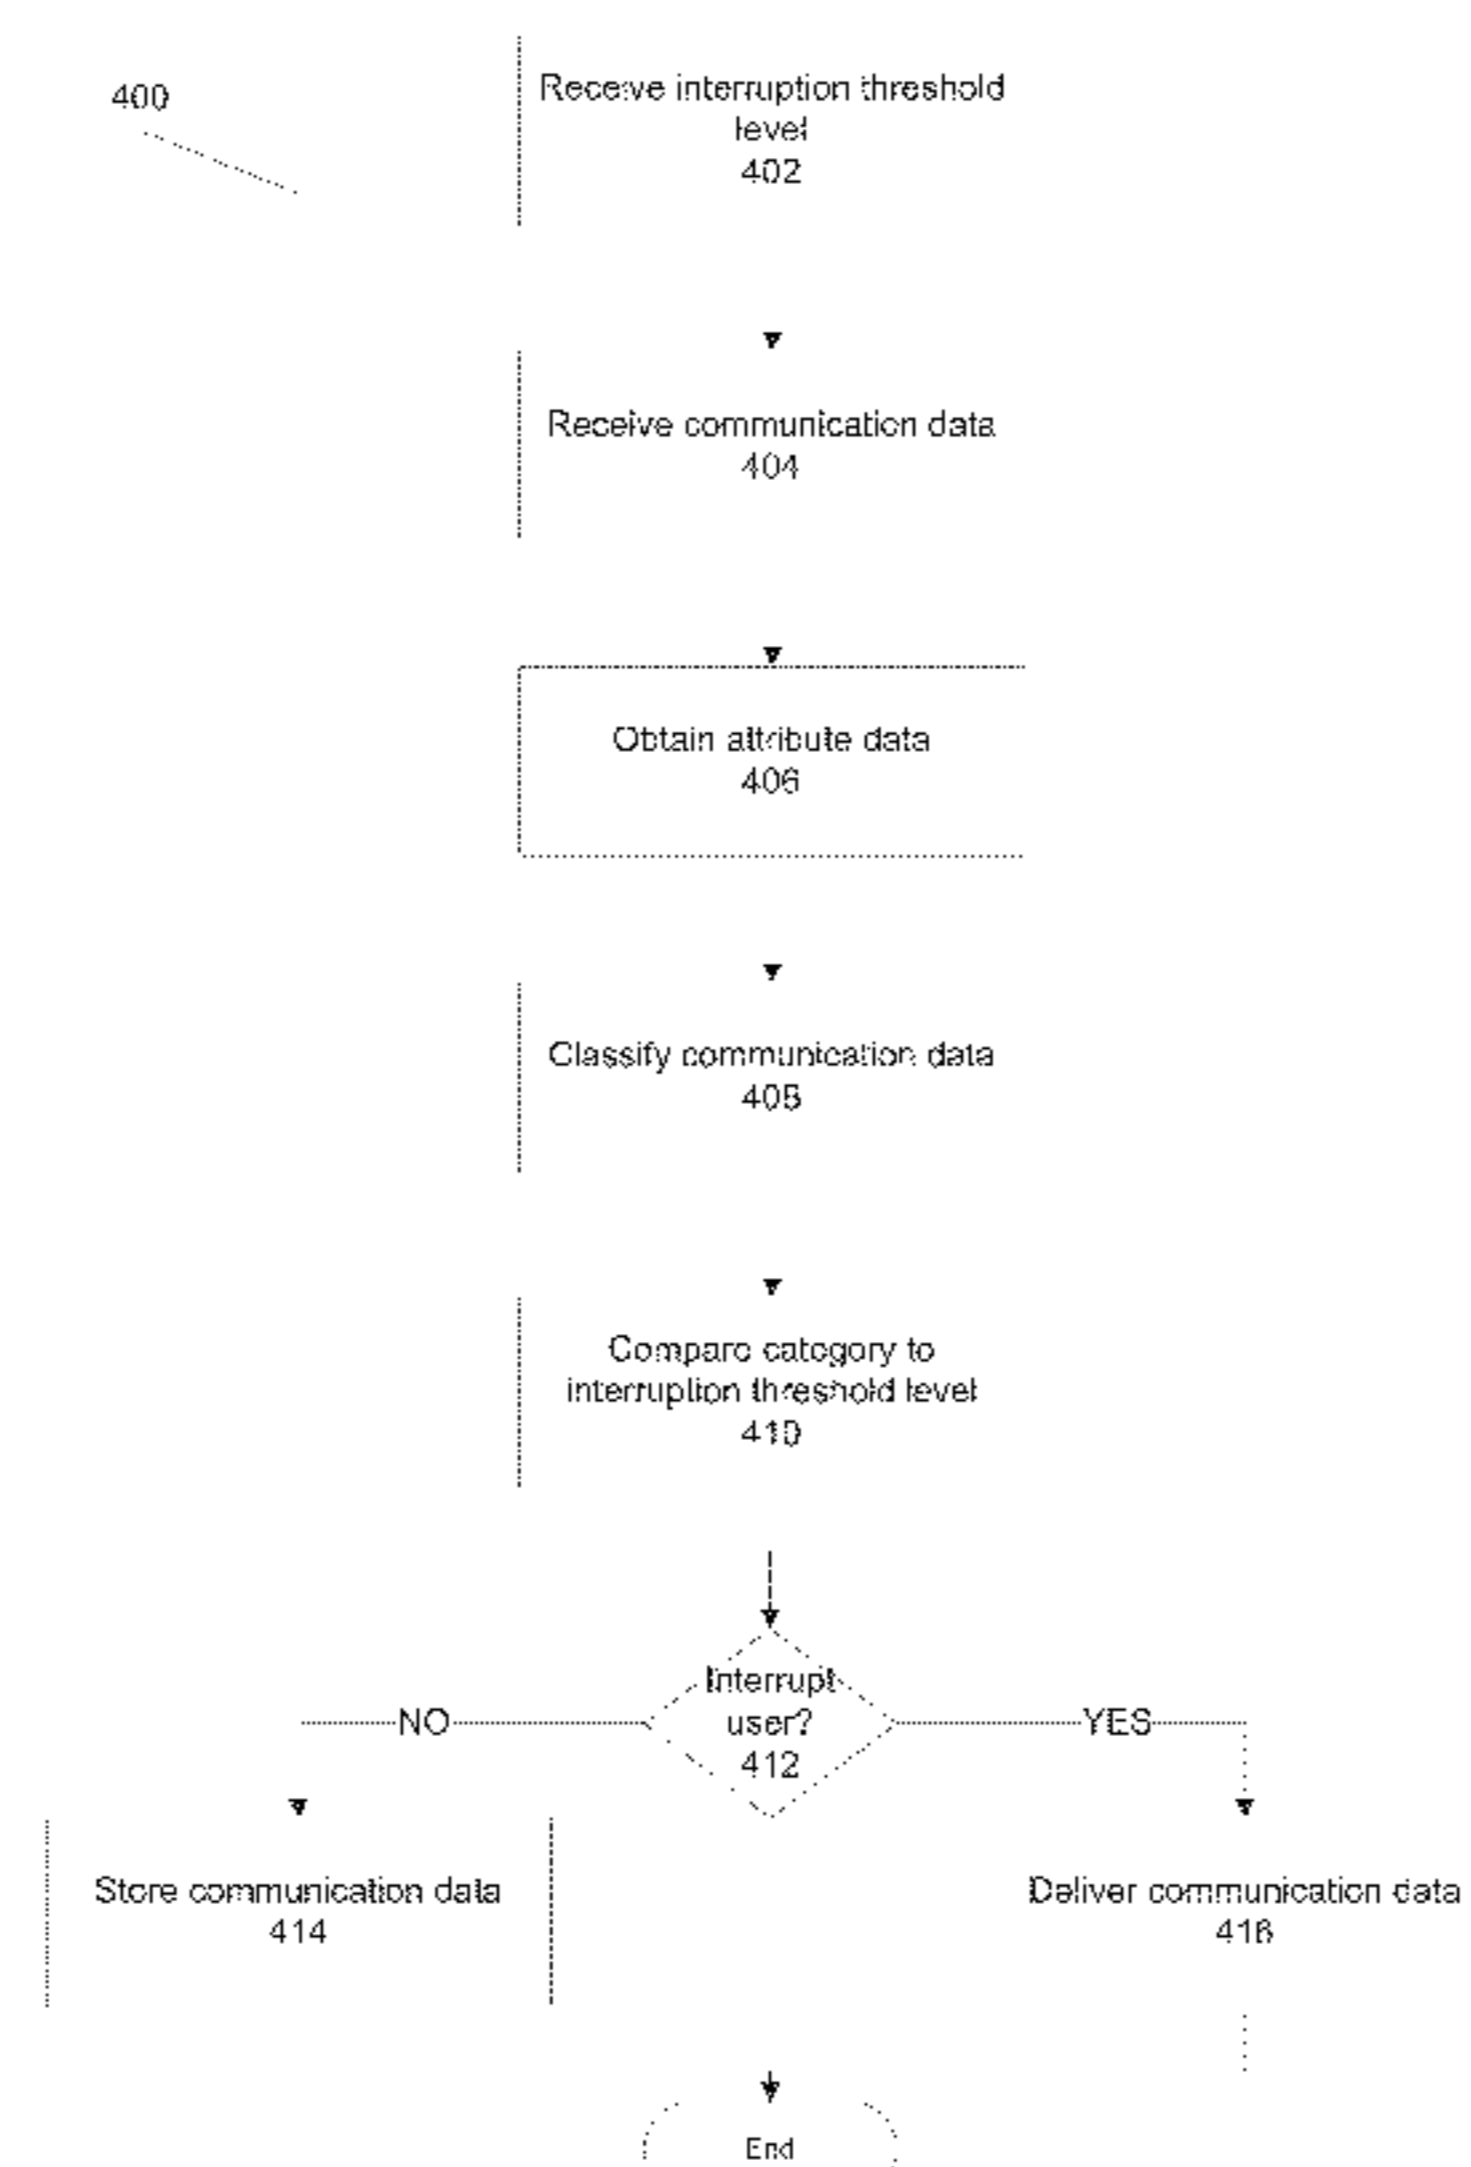 400
Receive interruption threshold
level
402
Receive communication data
404
Obtain attribute data
406
Classify communication data
408
Compare category to
interruption threshold level
410
Interrupt
user?
412
NO
YES
Store communication data
414
Deliver communication data
416
End